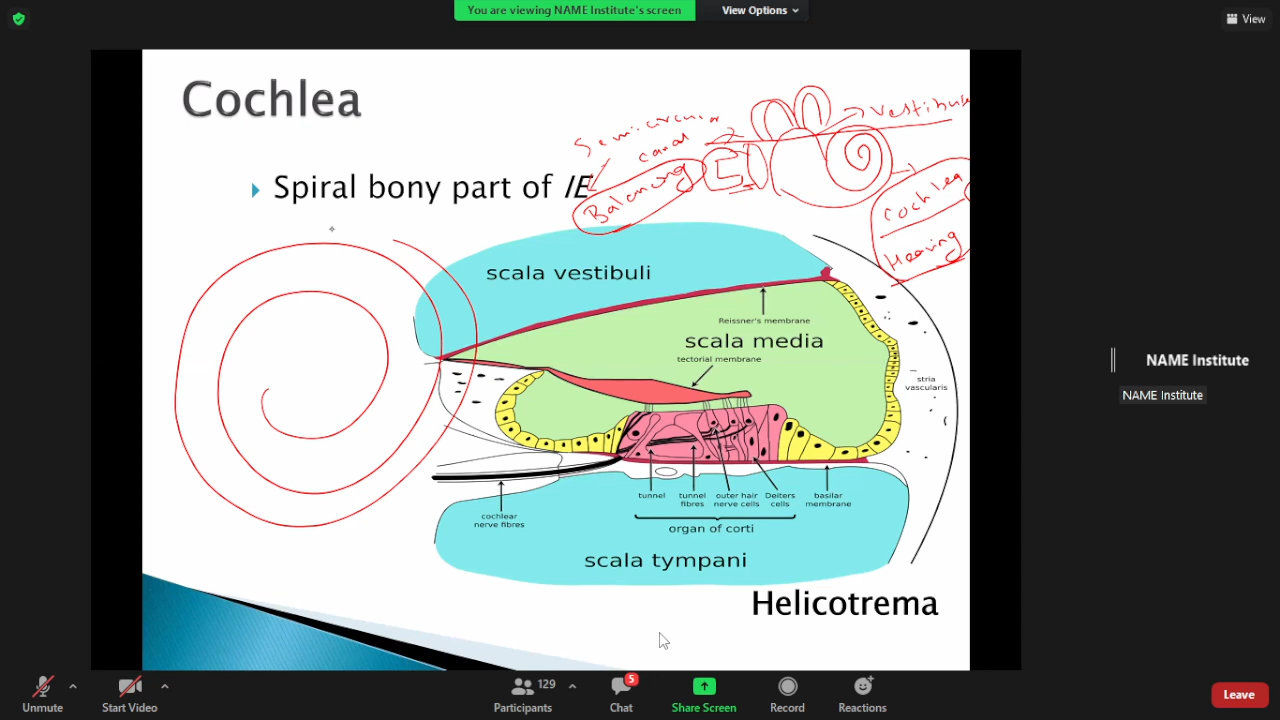 You are viewing NAME Institute's screen
View Options
View
Cochlea
Spiral bony part of IE
Semicircular
canal
Balancing
Vestibule
Cochlea
Hearing
scala vestibuli
Reissner's membrane
scala media
tectorial membrane
stria
vascularis
tunnel
tunnel
fibres
outer hair
nerve cells
Deiters
cells
basilar
membrane
cochlear
nerve fibres
organ of corti
scala tympani
Helicotrema
NAME Institute
NAME Institute
Unmute
Start Video
129
Participants
5
Chat
Share Screen
Record
Reactions
Leave